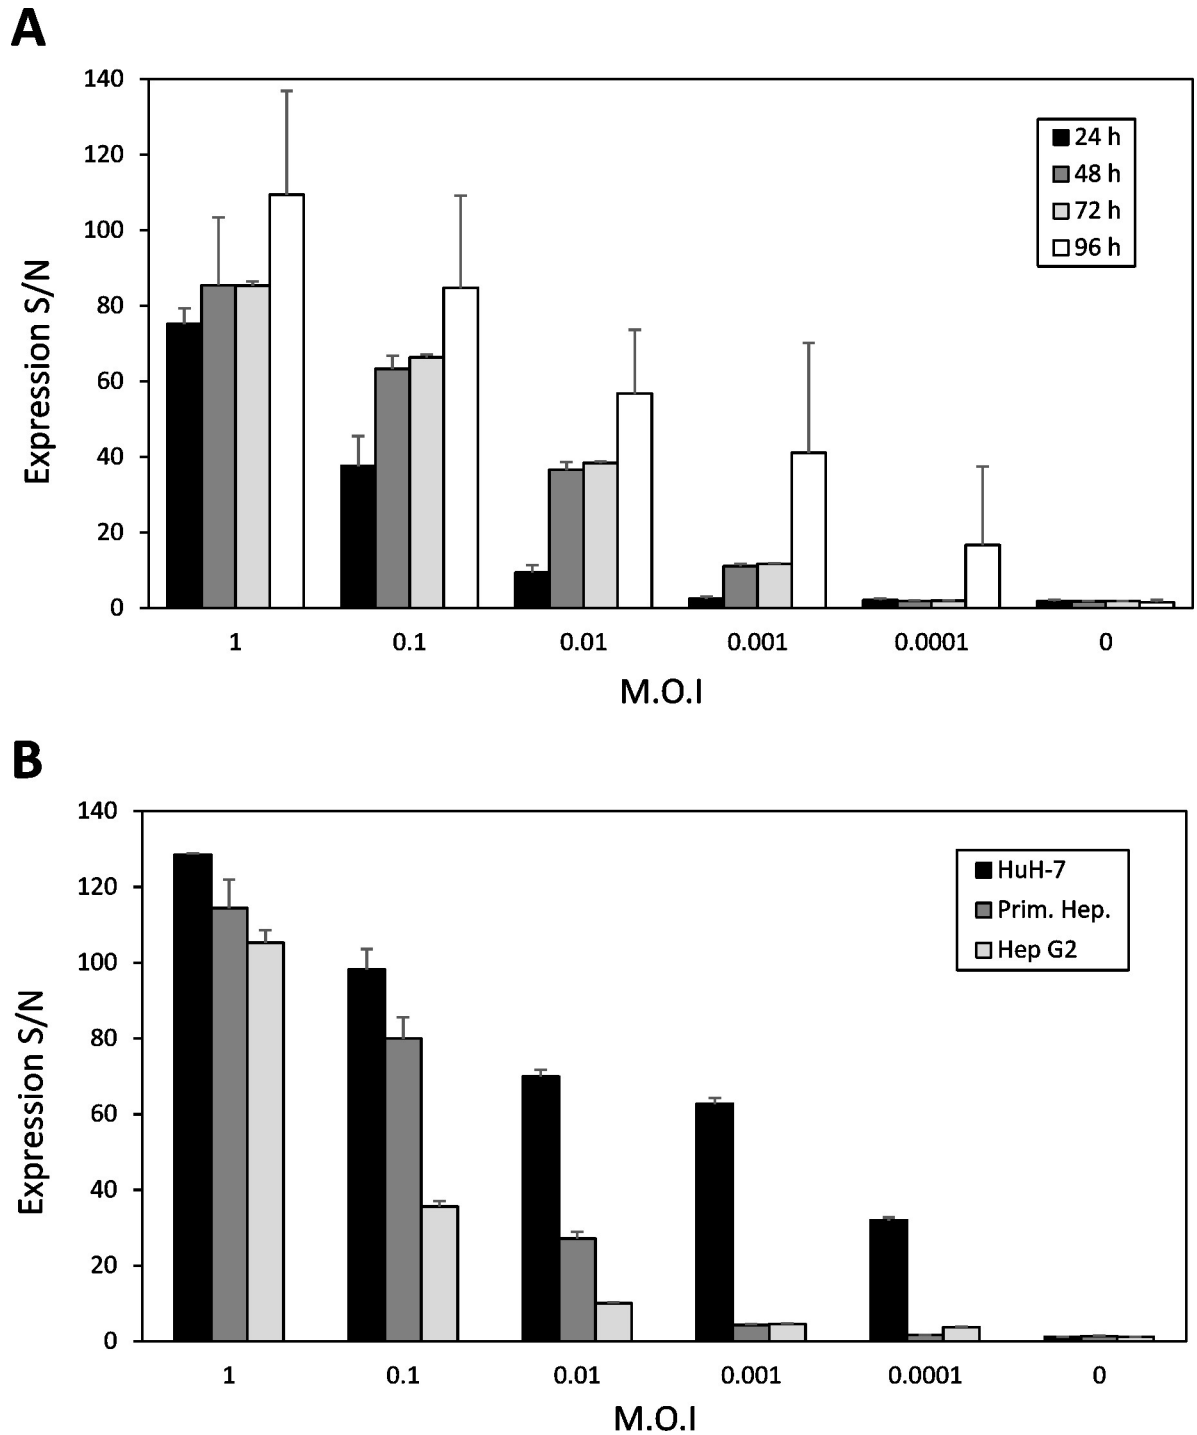 A
140
120
100
80
60
40
20
0
Expression S/N
24 h
48 h
72 h
96 h
1 0.1 0.01 0.001 0.0001 0
M.O.I
B
140
120
100
80
60
40
20
0
Expression S/N
HuH-7
Prim. Hep.
Hep G2
1 0.1 0.01 0.001 0.0001 0
M.O.I